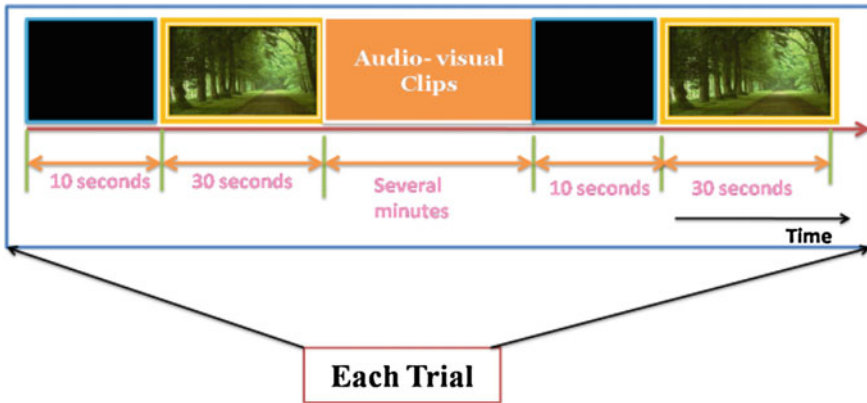 Audio- visual
Clips
10 seconds
30 seconds
Several
minutes
10 seconds
30 seconds
Time
Each Trial